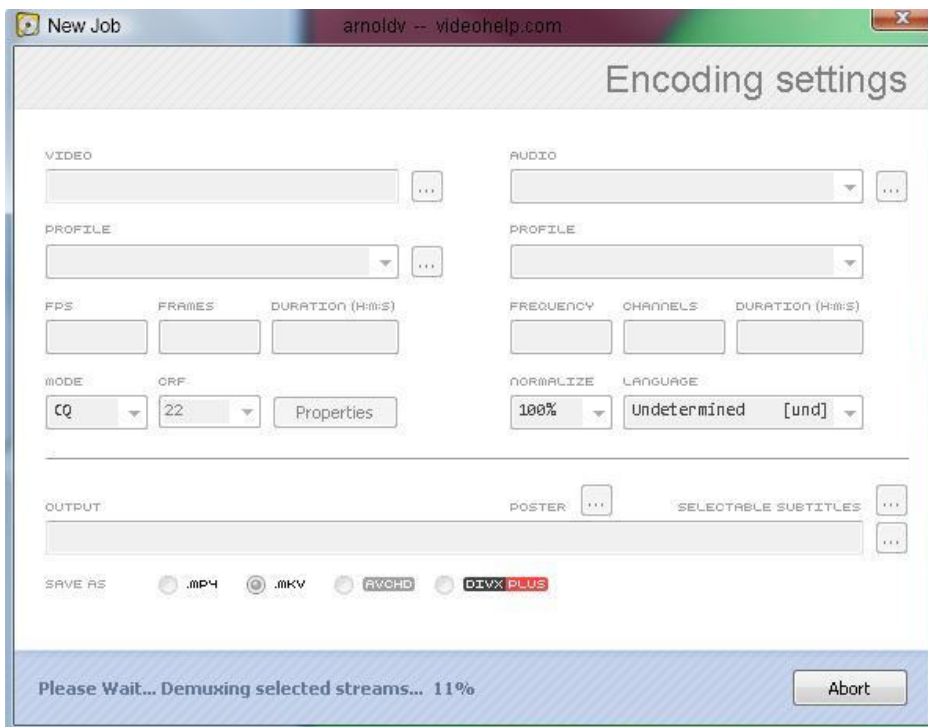 New Job
arnoldv -- videohelp.com
x
Encoding settings
VIDEO
...
AUDIO
...
PROFILE
...
PROFILE
FPS FRAMES DURATION (H:M:S)
FREQUENCY CHANNELS DURATION (H:M:S)
MODE CRF
CQ 22 Properties
NORMALIZE LANGUAGE
100% Undetermined [und]
OUTPUT
POSTER ... SELECTABLE SUBTITLES ...
...
SAVE AS .MP4 .MKV AVCHD DIVX PLUS
Please Wait... Demuxing selected streams... 11%
Abort